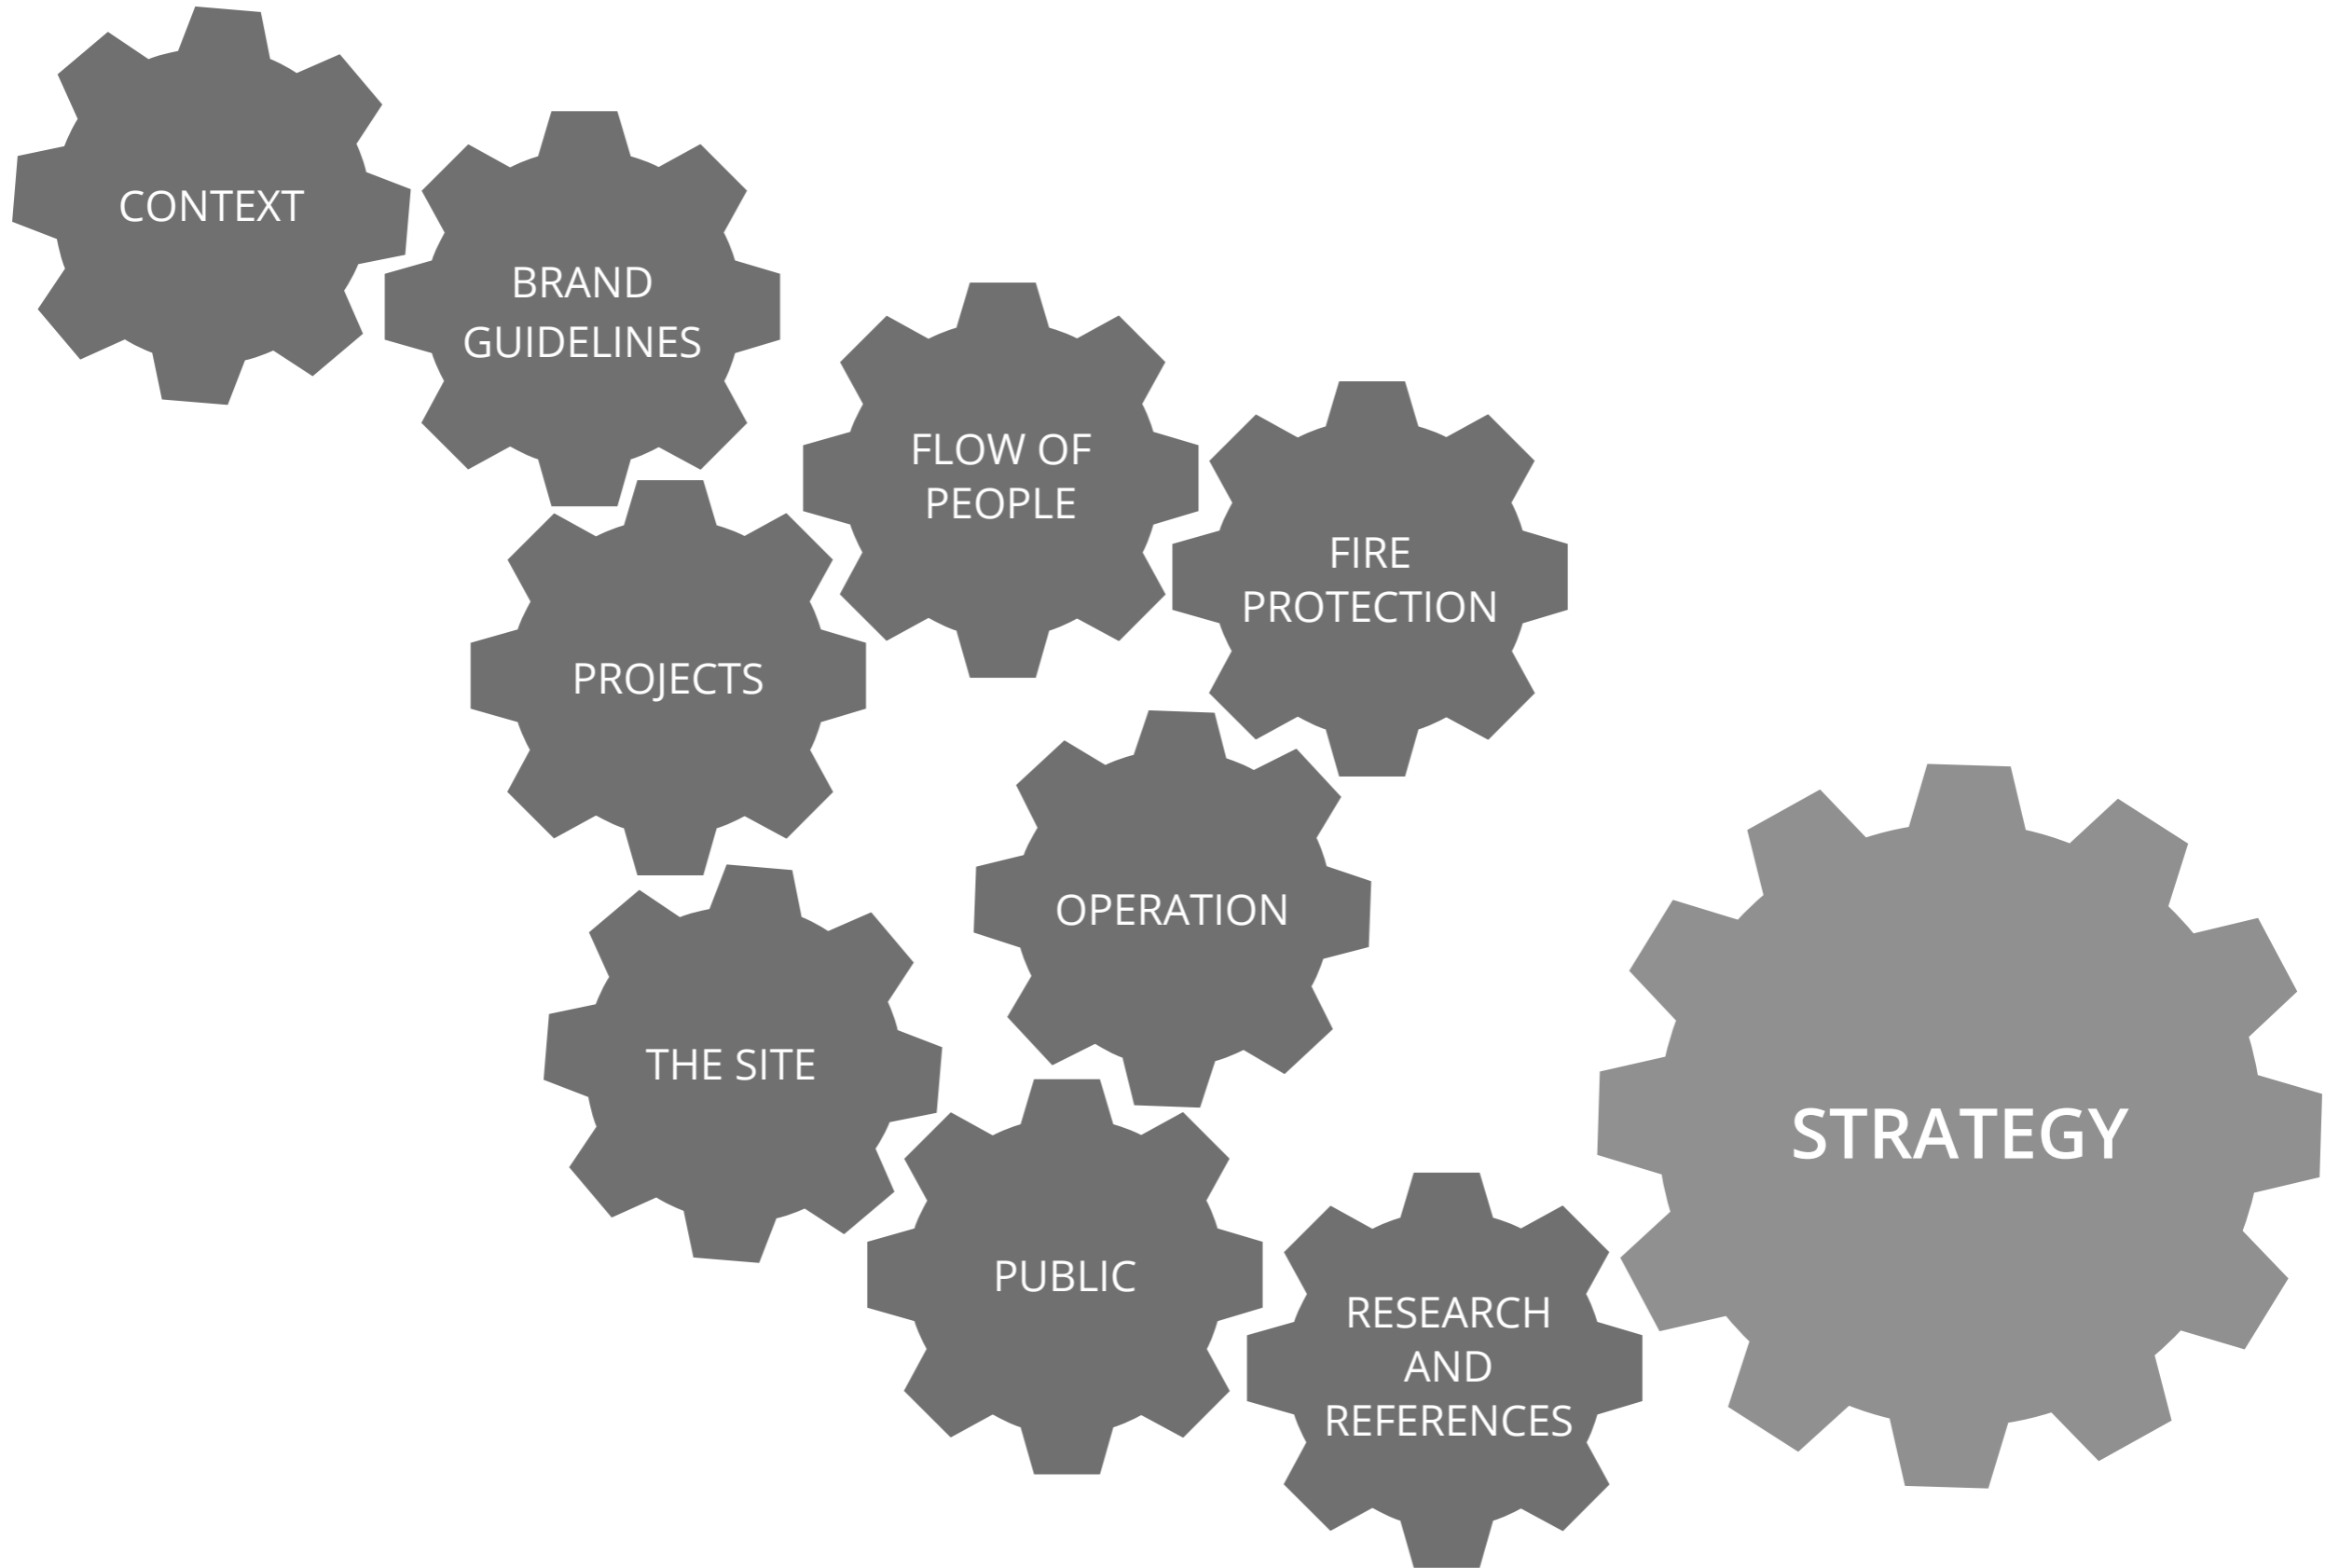 CONTEXT
BRAND
GUIDELINES
FLOW OF
PEOPLE
FIRE
PROTECTION
PROJECTS
OPERATION
THE SITE
STRATEGY
PUBLIC
RESEARCH
AND
REFERENCES